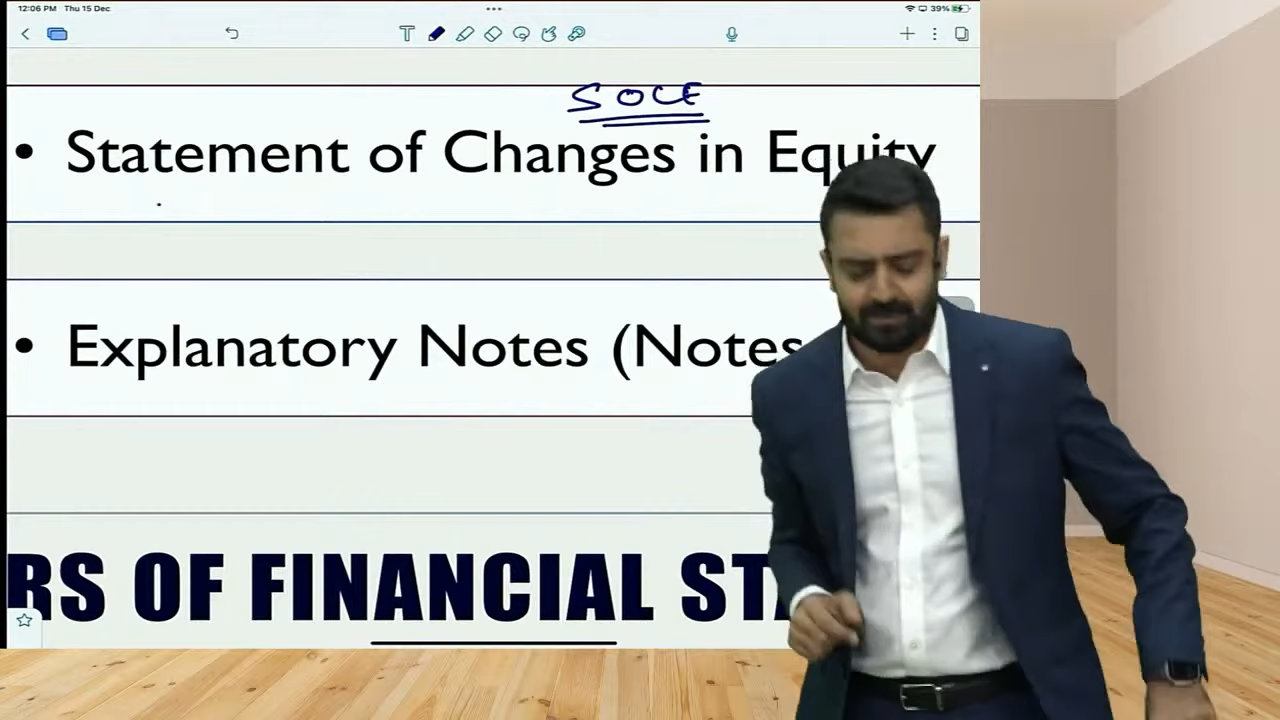 12:06 PM Thu 15 Dec
39%
SOCE
• Statement of Changes in Equity
• Explanatory Notes (Notes
RS OF FINANCIAL ST